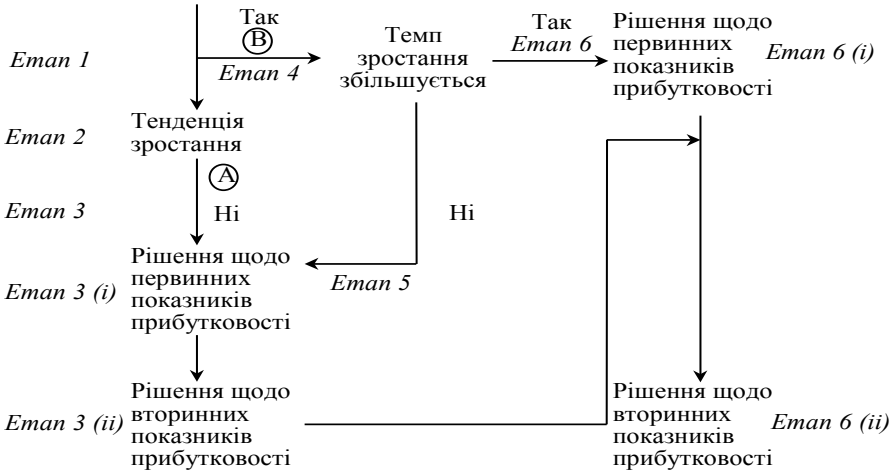 Так
В
Етап 1
Етап 4
Темп
зростання
збільшується
Так
Етап 6
Рішення щодо
первинних
показників
прибутковості
Етап 6 (i)
Етап 2
Тенденція
зростання
А
Етап 3
Ні
Ні
Етап 3 (i)
Рішення щодо
первинних
показників
прибутковості
Етап 5
Етап 3 (ii)
Рішення щодо
вторинних
показників
прибутковості
Рішення щодо
вторинних
показників
прибутковості
Етап 6 (ii)